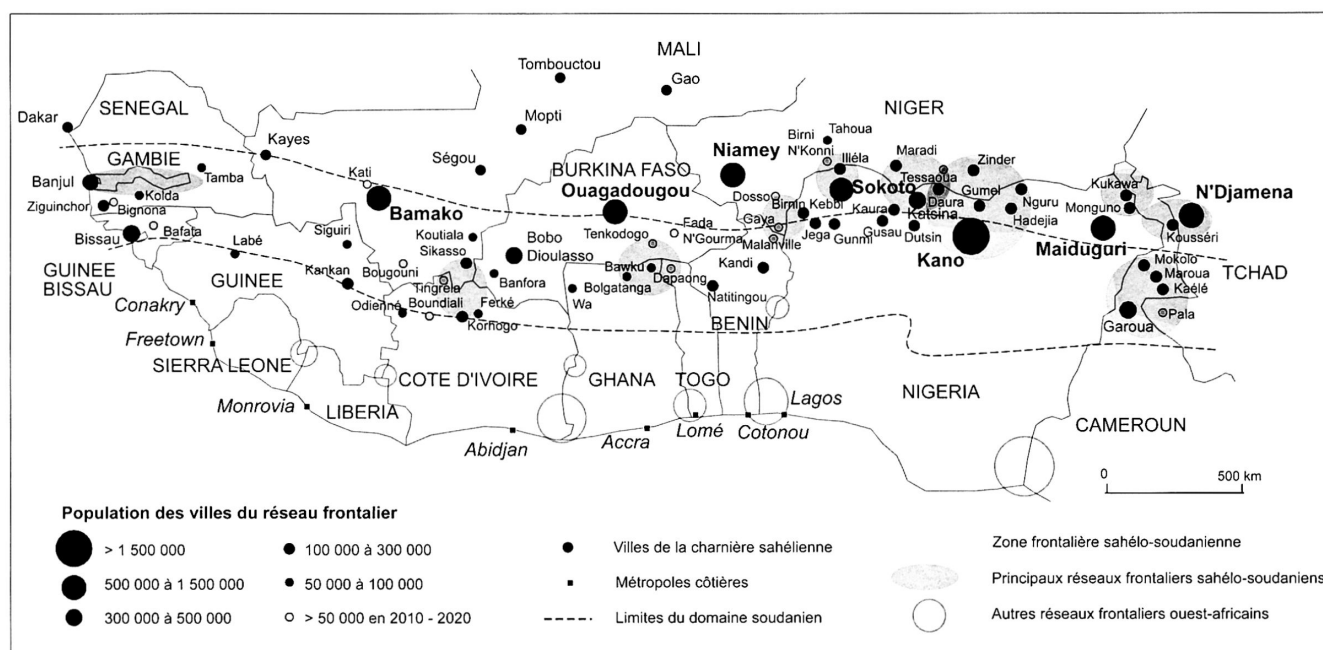 MALI
Tombouctou
Gao
SENEGAL
NIGER
Dakar
Mopti
Birni
N'Konni
Tahoua
Kayes
Maradi
Zinder
GAMBIE
Niamey
Illéla
Ségou
BURKINA FASO
Tessaoua
Banjul
Tamba
Kati
Ouagadougou
Sokoto
Gumel
Kukawa
N'Djamena
Kolda
Dosso
Birnin Kebbi
Daura
Nguru
Ziguinchor
Bignona
Bamako
Gaya
Kaura
Katsina
Monguno
Bafata
Siguiri
Koutiala
Fada
N'Gourma
Hadejia
Bissau
Labé
Sikasso
Bobo
Dioulasso
Tenkodogo
Malanville
Jega
Gunmi
Gusau
Dutsin
Kousséri
GUINEE
BISSAU
GUINEE
Kankan
Bougouni
Bawku
Dapaong
Kandi
Kano
Maiduguri
Mokolo
TCHAD
Tingréla
Banfora
Bolgatanga
Maroua
Conakry
Odienné
Boundiali
Ferké
Wa
Natitingou
Kaélé
Korhogo
BENIN
Garoua
Pala
Freetown
SIERRA LEONE
COTE D'IVOIRE
GHANA
TOGO
NIGERIA
Monrovia
LIBERIA
Lagos
Abidjan
Accra
Lomé
Cotonou
CAMEROUN
0 500 km
Population des villes du réseau frontalier
> 1 500 000
500 000 à 1 500 000
300 000 à 500 000
100 000 à 300 000
50 000 à 100 000
> 50 000 en 2010 - 2020
Villes de la charnière sahélienne
Métropoles côtières
Limites du domaine soudanien
Zone frontalière sahélo-soudanienne
Principaux réseaux frontaliers sahélo-soudaniens
Autres réseaux frontaliers ouest-africains